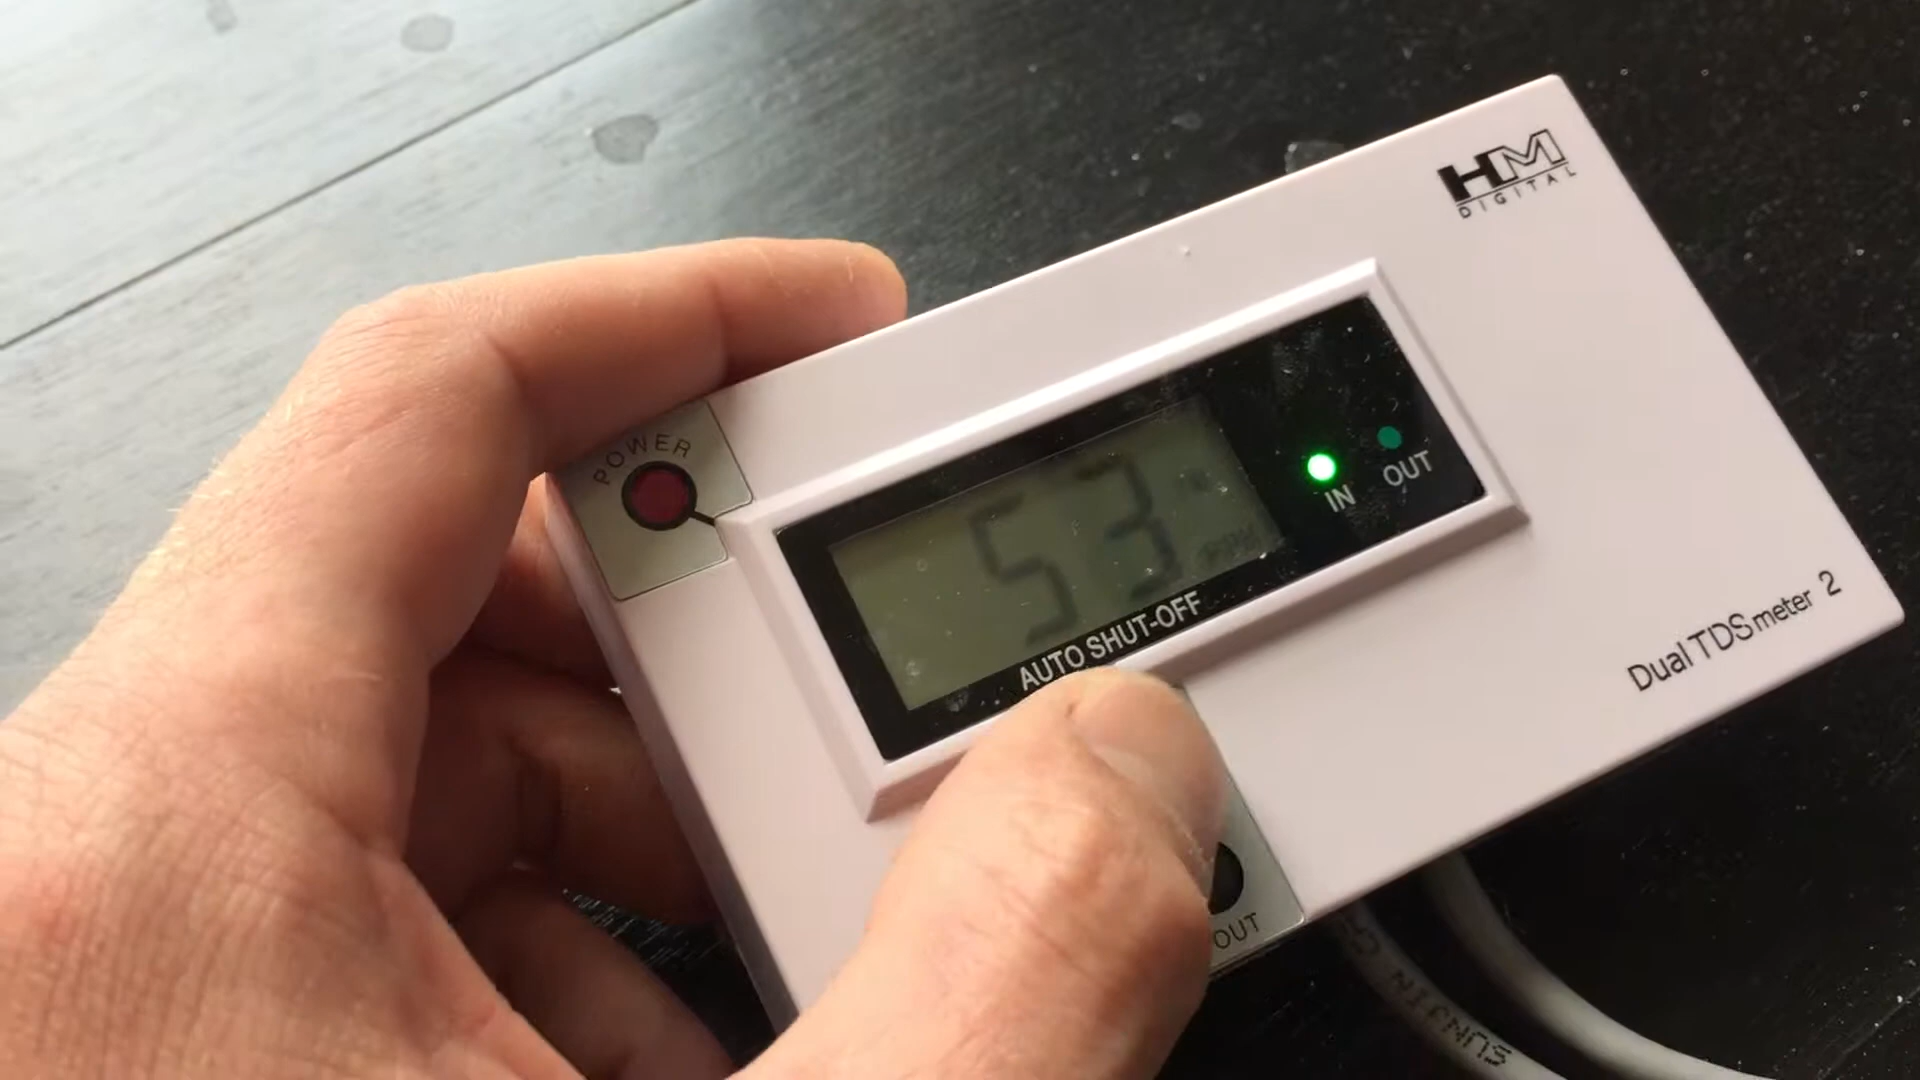 HM
DIGITAL
POWER
53
PPM
IN OUT
AUTO SHUT-OFF
Dual TDS meter 2
OUT